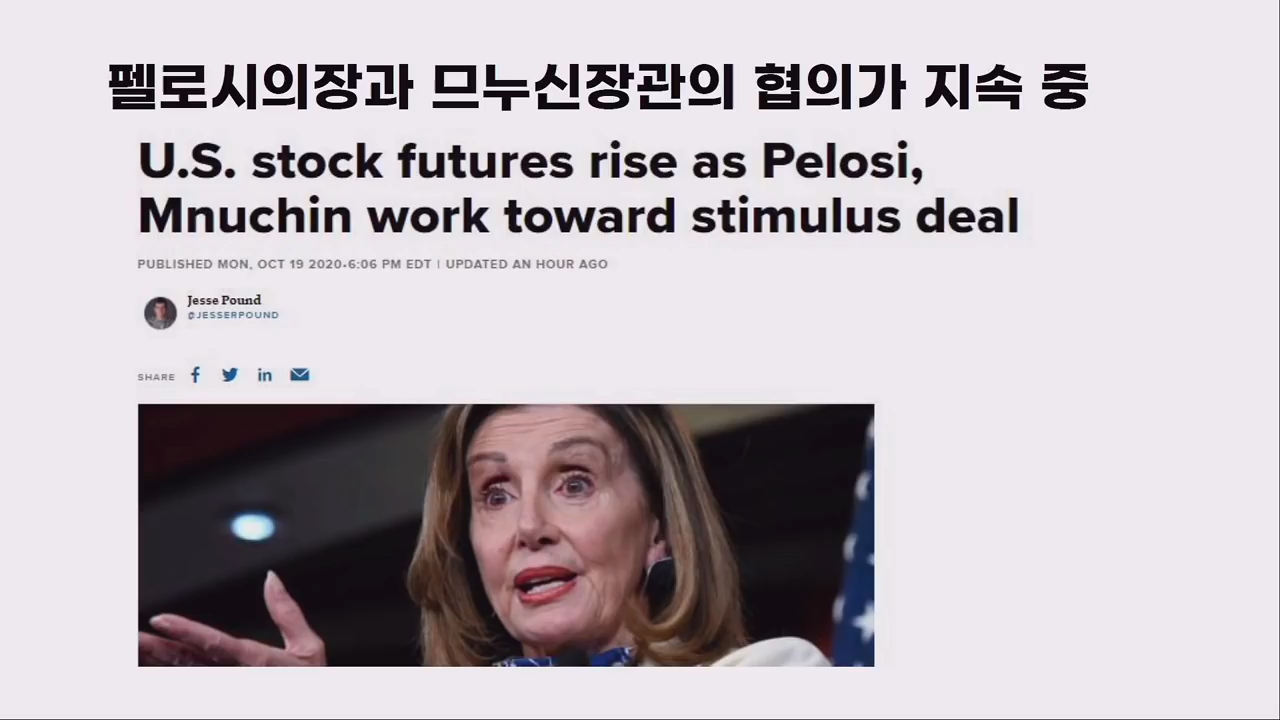 펠로시의장과 므누신장관의 협의가 지속 중
U.S. stock futures rise as Pelosi,
Mnuchin work toward stimulus deal
PUBLISHED MON, OCT 19 2020•6:06 PM EDT | UPDATED AN HOUR AGO
Jesse Pound
@JESSERPOUND
SHARE